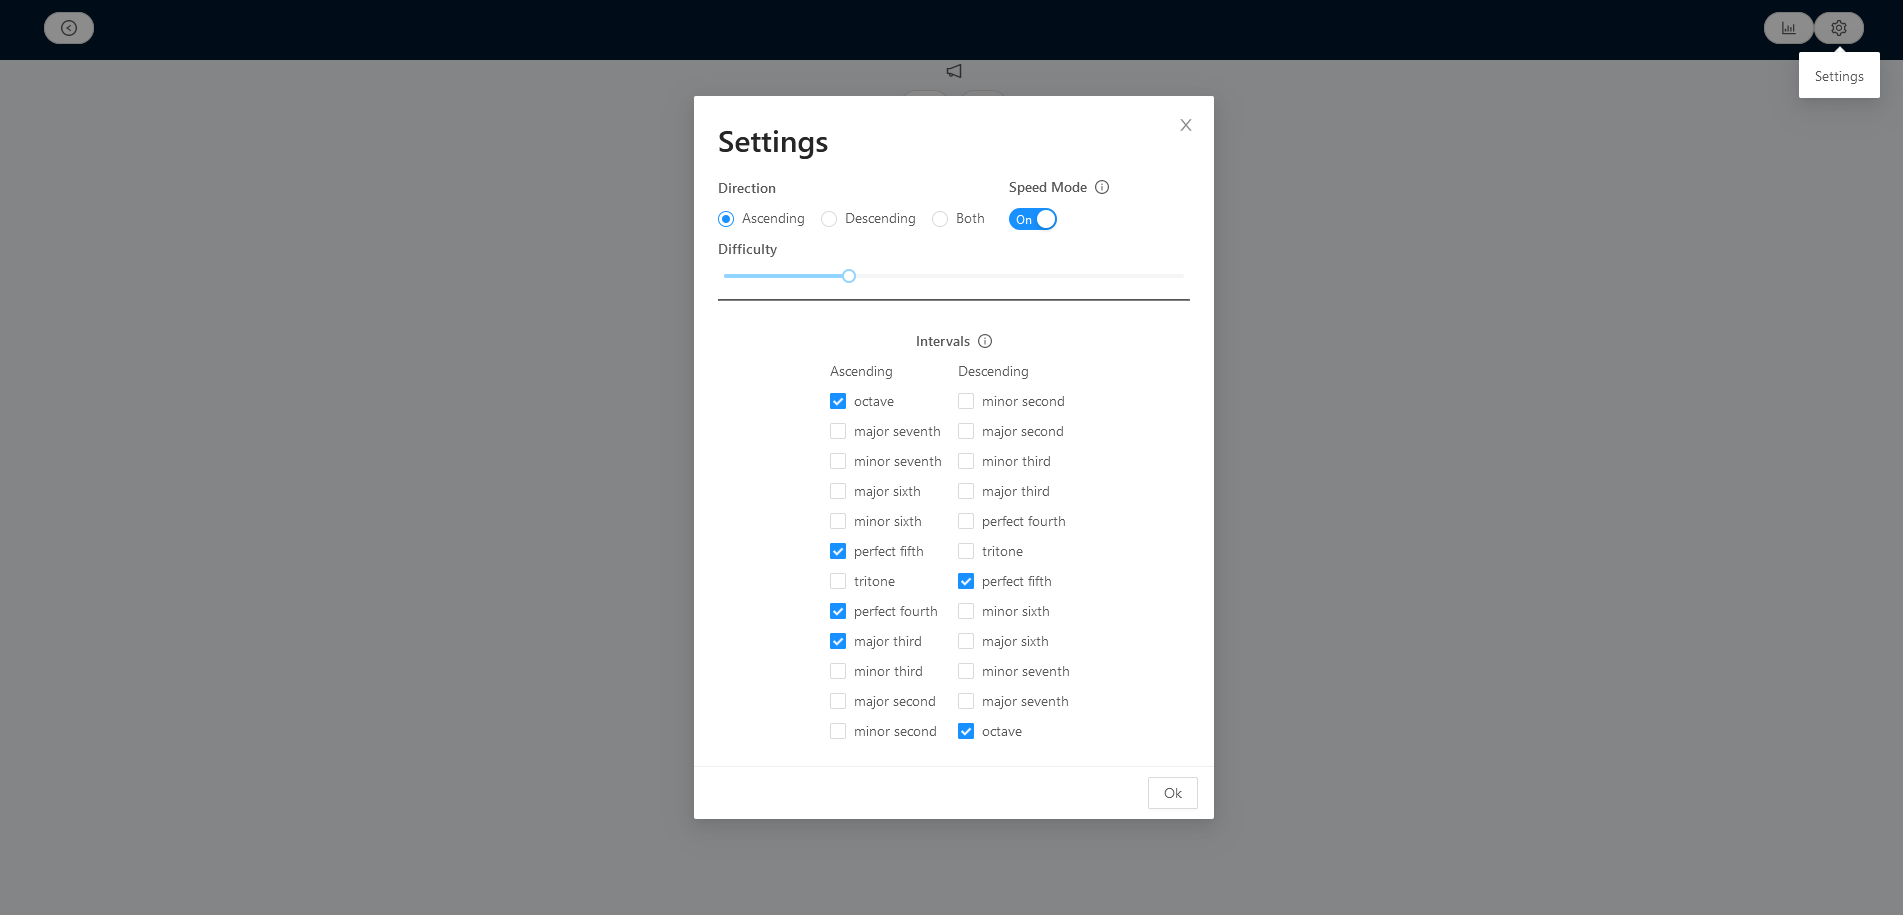 Settings
Settings
Direction
Speed Mode
Ascending Descending Both On
Difficulty
Intervals
Ascending Descending
octave minor second
major seventh major second
minor seventh minor third
major sixth major third
minor sixth perfect fourth
perfect fifth tritone
tritone perfect fifth
perfect fourth minor sixth
major third major sixth
minor third minor seventh
major second major seventh
minor second octave
Ok